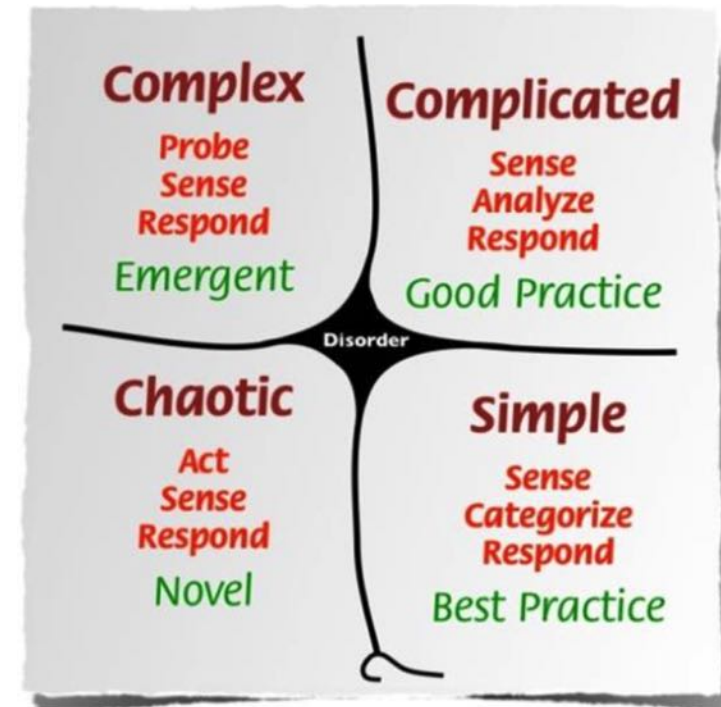 Complex
Probe
Sense
Respond
Emergent
Complicated
Sense
Analyze
Respond
Good Practice
Disorder
Chaotic
Act
Sense
Respond
Novel
Simple
Sense
Categorize
Respond
Best Practice